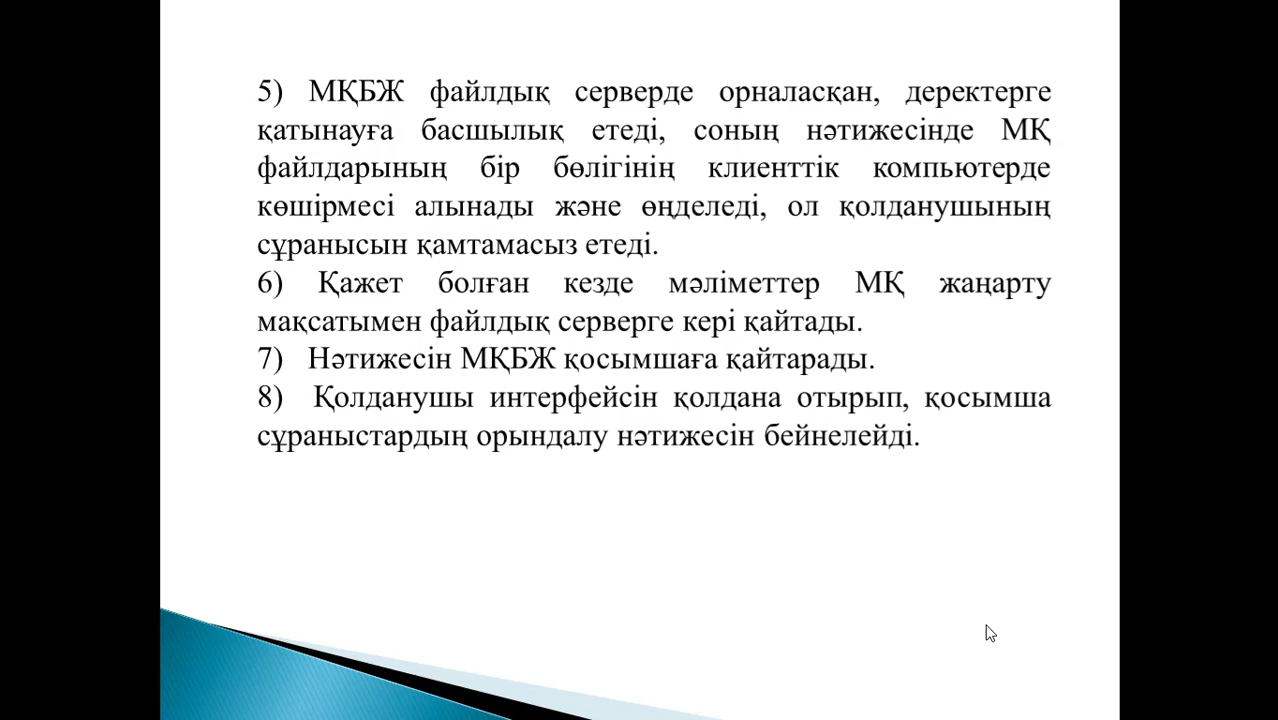 5) МҚБЖ файлдық серверде орналасқан, деректерге
қатынауға басшылық етеді, соның нәтижесінде МҚ
файлдарының бір бөлігінің клиенттік компьютерде
көшірмесі алынады және өңделеді, ол қолданушының
сұранысын қамтамасыз етеді.
6) Қажет болған кезде мәліметтер МҚ жаңарту
мақсатымен файлдық серверге кері қайтады.
7) Нәтижесін МҚБЖ қосымшаға қайтарады.
8) Қолданушы интерфейсін қолдана отырып, қосымша
сұраныстардың орындалу нәтижесін бейнелейді.